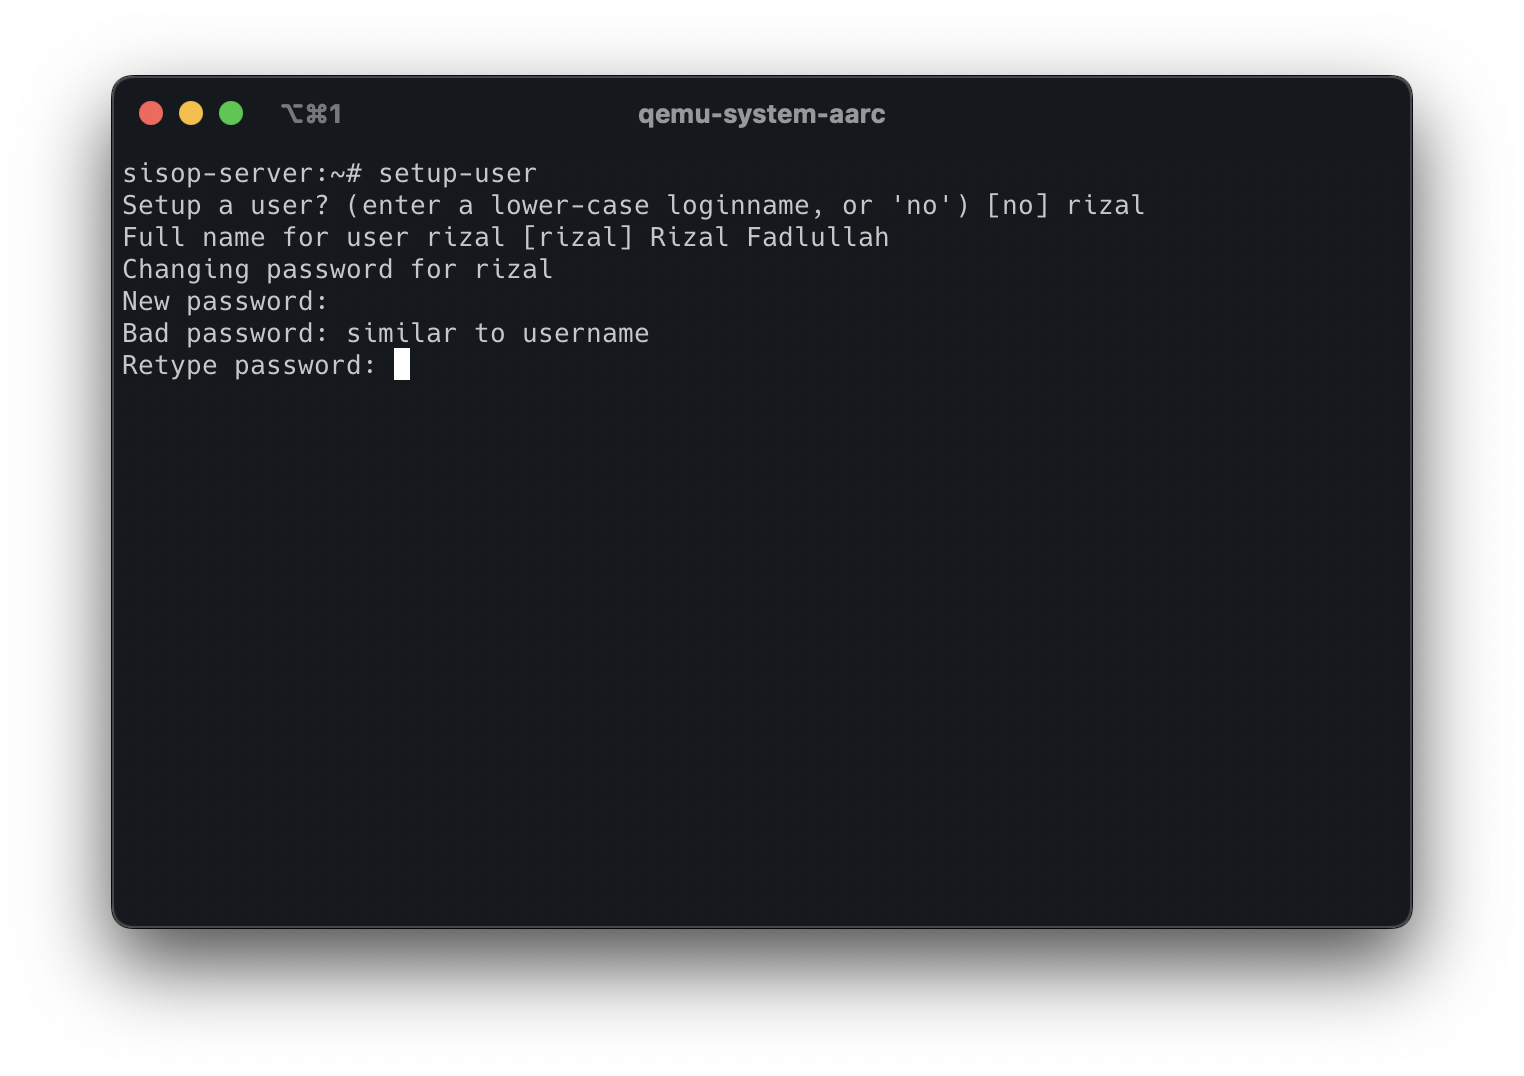 ⌥⌘1
qemu-system-aarc
sisop-server:~# setup-user
Setup a user? (enter a lower-case loginname, or 'no') [no] rizal
Full name for user rizal [rizal] Rizal Fadlullah
Changing password for rizal
New password:
Bad password: similar to username
Retype password: